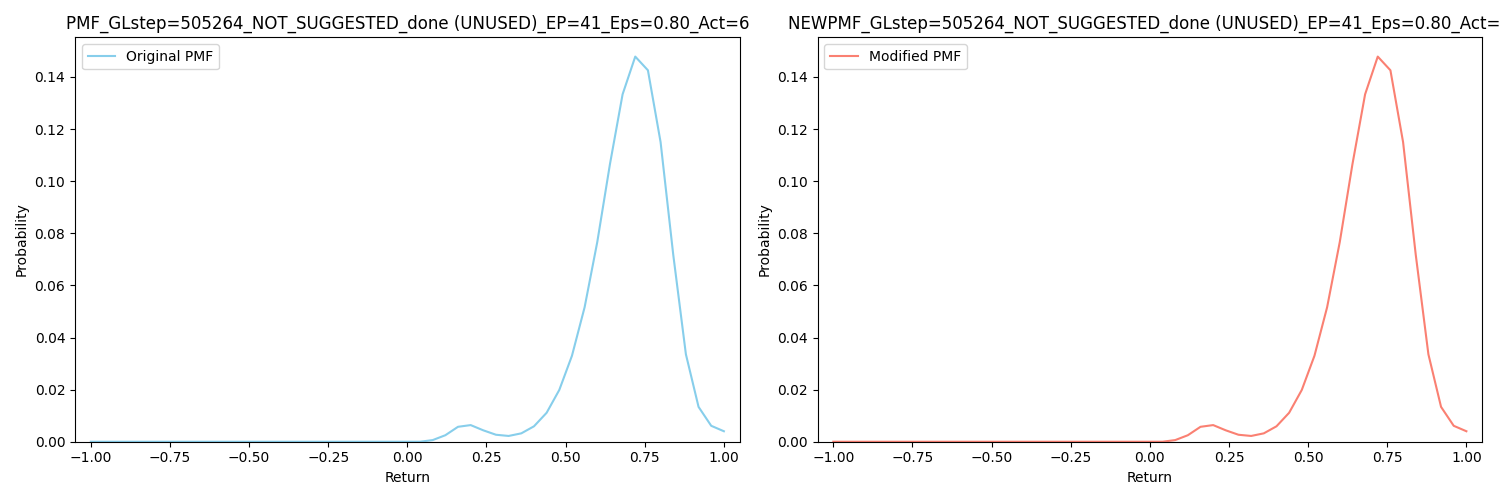 PMF_GLstep=505264_NOT_SUGGESTED_done (UNUSED)_EP=41_Eps=0.80_Act=6
Original PMF
Probability
0.14
0.12
0.10
0.08
0.06
0.04
0.02
0.00
−1.00 −0.75 −0.50 −0.25 0.00 0.25 0.50 0.75 1.00
Return
NEWPMF_GLstep=505264_NOT_SUGGESTED_done (UNUSED)_EP=41_Eps=0.80_Act=
Modified PMF
Probability
0.14
0.12
0.10
0.08
0.06
0.04
0.02
0.00
−1.00 −0.75 −0.50 −0.25 0.00 0.25 0.50 0.75 1.00
Return